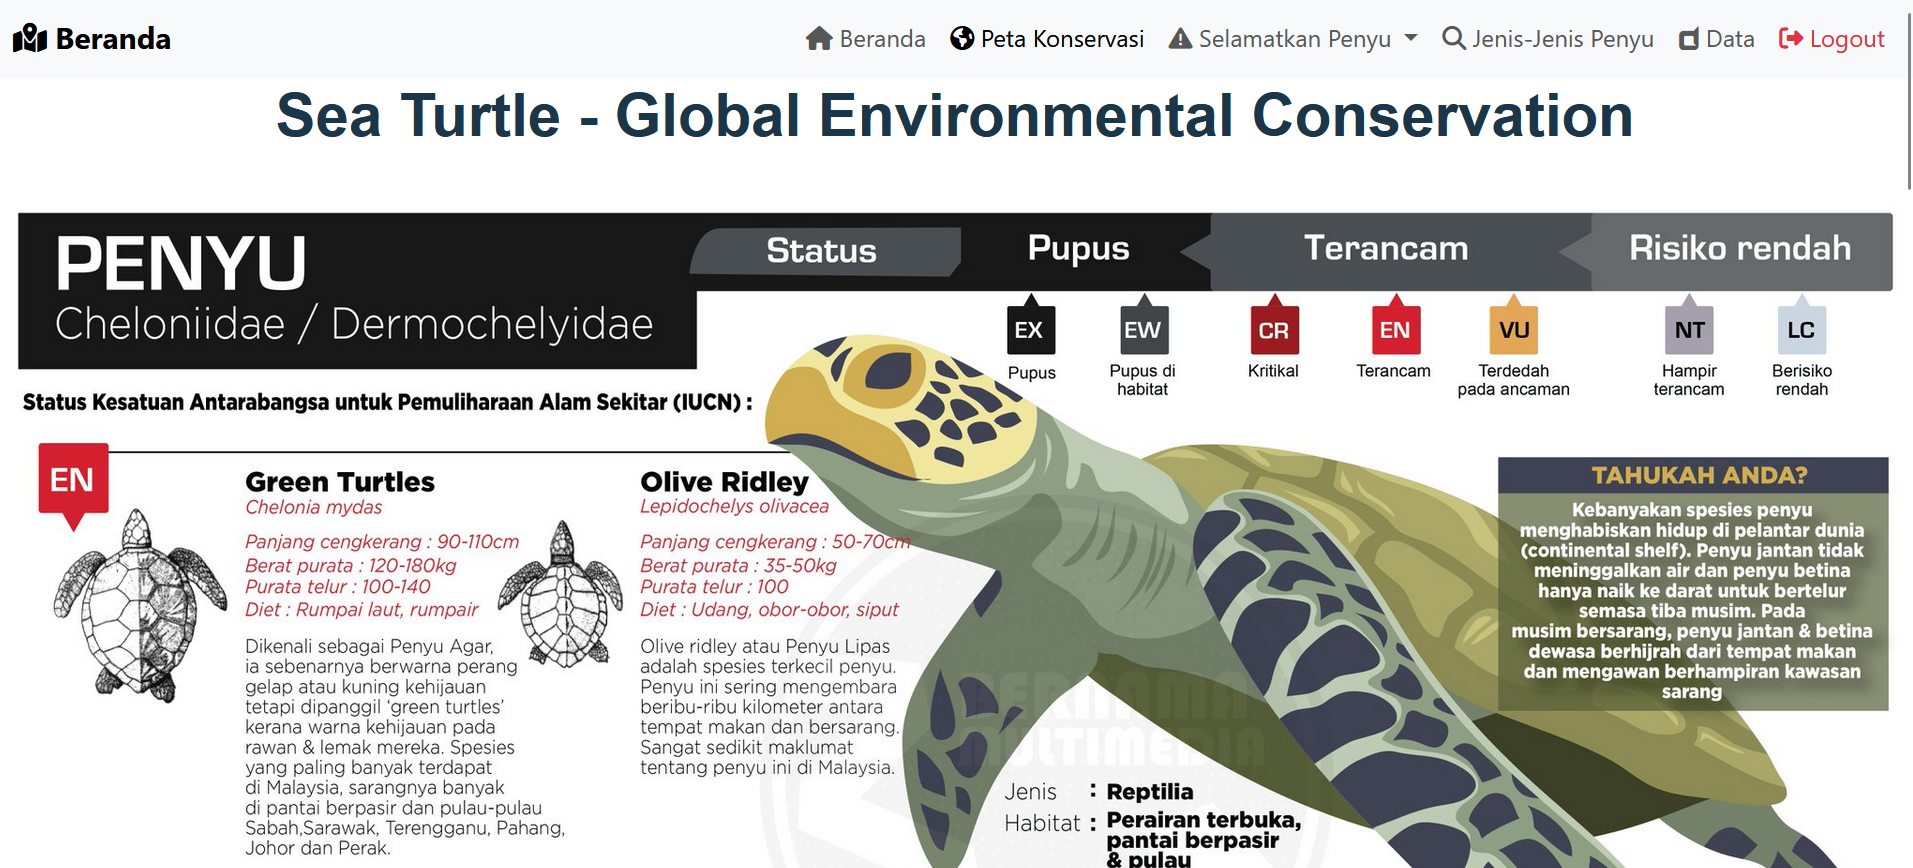 Beranda
Beranda
Peta Konservasi
Selamatkan Penyu
Jenis-Jenis Penyu
Data
Logout
Sea Turtle - Global Environmental Conservation
PENYU
Cheloniidae / Dermochelyidae
Status
Pupus
Terancam
Risiko rendah
EX
Pupus
EW
Pupus di
habitat
CR
Kritikal
EN
Terancam
VU
Terdedah
pada ancaman
NT
Hampir
terancam
LC
Berisiko
rendah
Status Kesatuan Antarabangsa untuk Pemuliharaan Alam Sekitar (IUCN) :
EN
Green Turtles
Chelonia mydas
Panjang cengkerang : 90-110cm
Berat purata : 120-180kg
Purata telur : 100-140
Diet : Rumpai laut, rumpair
Dikenali sebagai Penyu Agar,
ia sebenarnya berwarna perang
gelap atau kuning kehijauan
tetapi dipanggil ‘green turtles’
kerana warna kehijauan pada
rawan & lemak mereka. Spesies
yang paling banyak terdapat
di Malaysia, sarangnya banyak
di pantai berpasir dan pulau-pulau
Sabah,Sarawak, Terengganu, Pahang,
Johor dan Perak.
Olive Ridley
Lepidochelys olivacea
Panjang cengkerang : 50-70cm
Berat purata : 35-50kg
Purata telur : 100
Diet : Udang, obor-obor, siput
Olive ridley atau Penyu Lipas
adalah spesies terkecil penyu.
Penyu ini sering mengembara
beribu-ribu kilometer antara
tempat makan dan bersarang.
Sangat sedikit maklumat
tentang penyu ini di Malaysia.
TAHUKAH ANDA?
Kebanyakan spesies penyu
menghabiskan hidup di pelantar dunia
(continental shelf). Penyu jantan tidak
meninggalkan air dan penyu betina
hanya naik ke darat untuk bertelur
semasa tiba musim. Pada
musim bersarang, penyu jantan & betina
dewasa berhijrah dari tempat makan
dan mengawan berhampiran kawasan
sarang
BERNAMA
MULTIMEDIA
Jenis : Reptilia
Habitat : Perairan terbuka,
pantai berpasir
& pulau